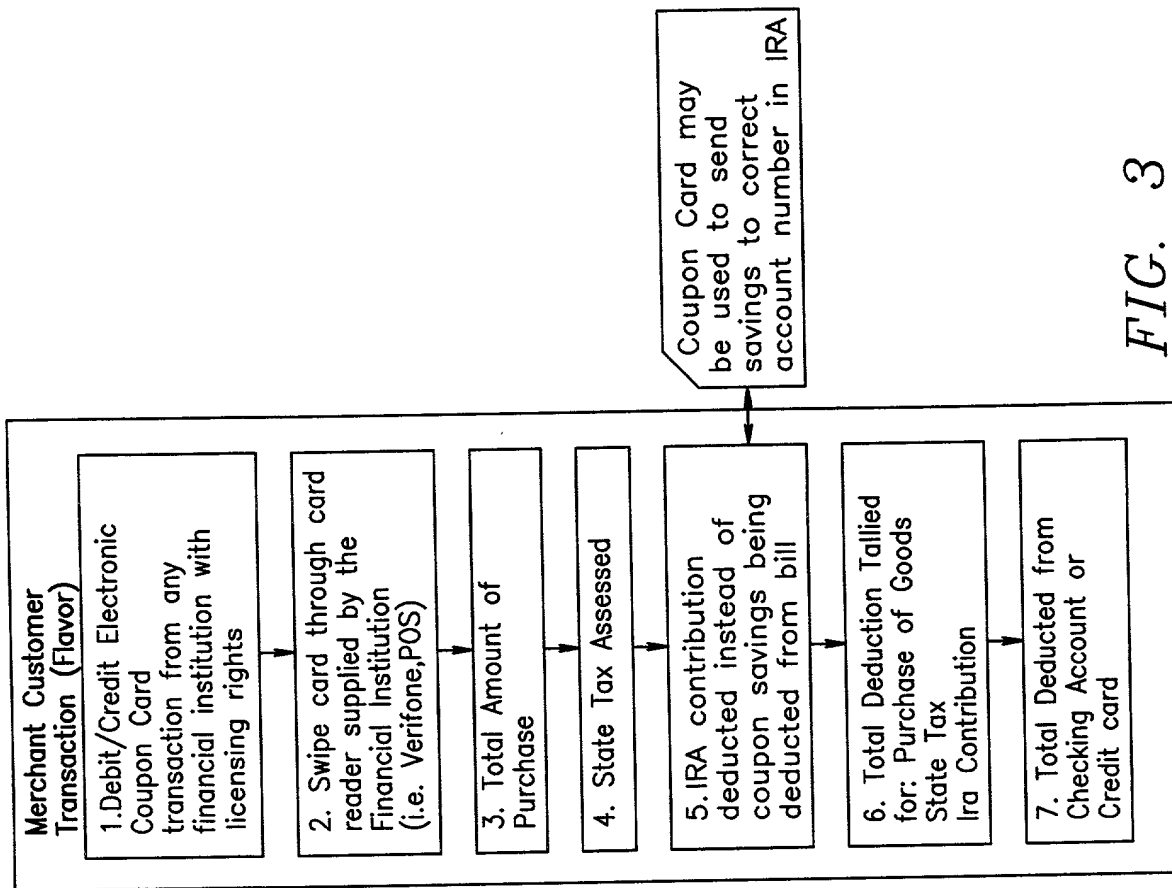 Merchant Customer
Transaction (Flavor)
1.Debit/Credit Electronic
Coupon Card
transaction from any
financial institution with
licensing rights
2. Swipe card through card
reader supplied by the
Financial Institution
(i.e. Verifone,POS)
3. Total Amount of
Purchase
4. State Tax Assessed
5.IRA contribution
deducted instead of
coupon savings being
deducted from bill
Coupon Card may
be used to send
savings to correct
account number in IRA
6. Total Deduction Tallied
for: Purchase of Goods
State Tax
Ira Contribution
7. Total Deducted from
Checking Account or
Credit card
FIG. 3